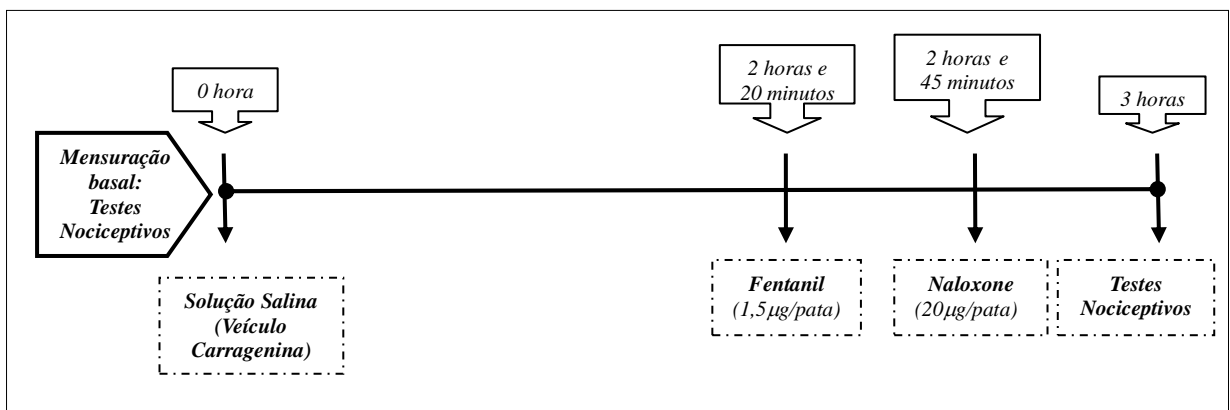 0 hora
2 horas e
20 minutos
2 horas e
45 minutos
3 horas
Mensuração
basal:
Testes
Nociceptivos
Solução Salina
(Veículo
Carragenina)
Fentanil
(1,5µg/pata)
Naloxone
(20µg/pata)
Testes
Nociceptivos